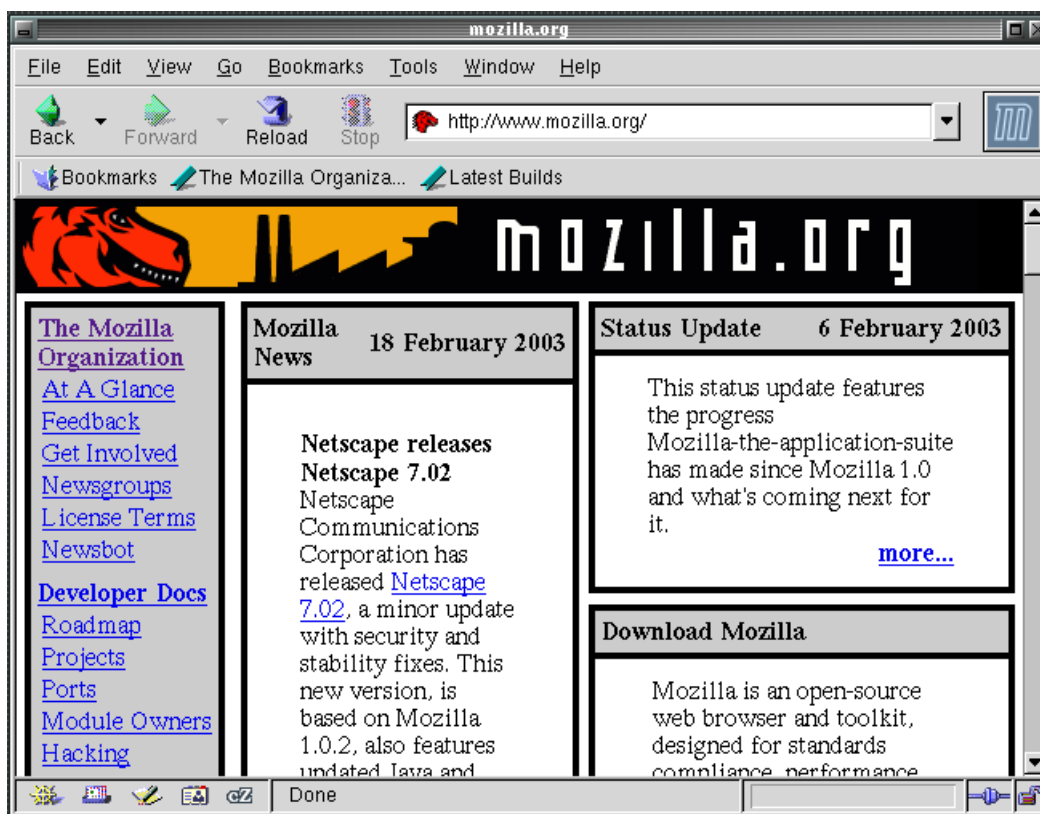 mozilla.org
File Edit View Go Bookmarks Tools Window Help
Back Forward Reload Stop http://www.mozilla.org/
Bookmarks The Mozilla Organiza... Latest Builds
mozilla.org
The Mozilla
Organization
At A Glance
Feedback
Get Involved
Newsgroups
License Terms
Newsbot
Developer Docs
Roadmap
Projects
Ports
Module Owners
Hacking
Mozilla
News
18 February 2003
Netscape releases
Netscape 7.02
Netscape
Communications
Corporation has
released Netscape
7.02, a minor update
with security and
stability fixes. This
new version, is
based on Mozilla
1.0.2, also features
updated Java and
Status Update 6 February 2003
This status update features
the progress
Mozilla-the-application-suite
has made since Mozilla 1.0
and what's coming next for
it.
more...
Download Mozilla
Mozilla is an open-source
web browser and toolkit,
designed for standards
compliance, performance
cZ Done